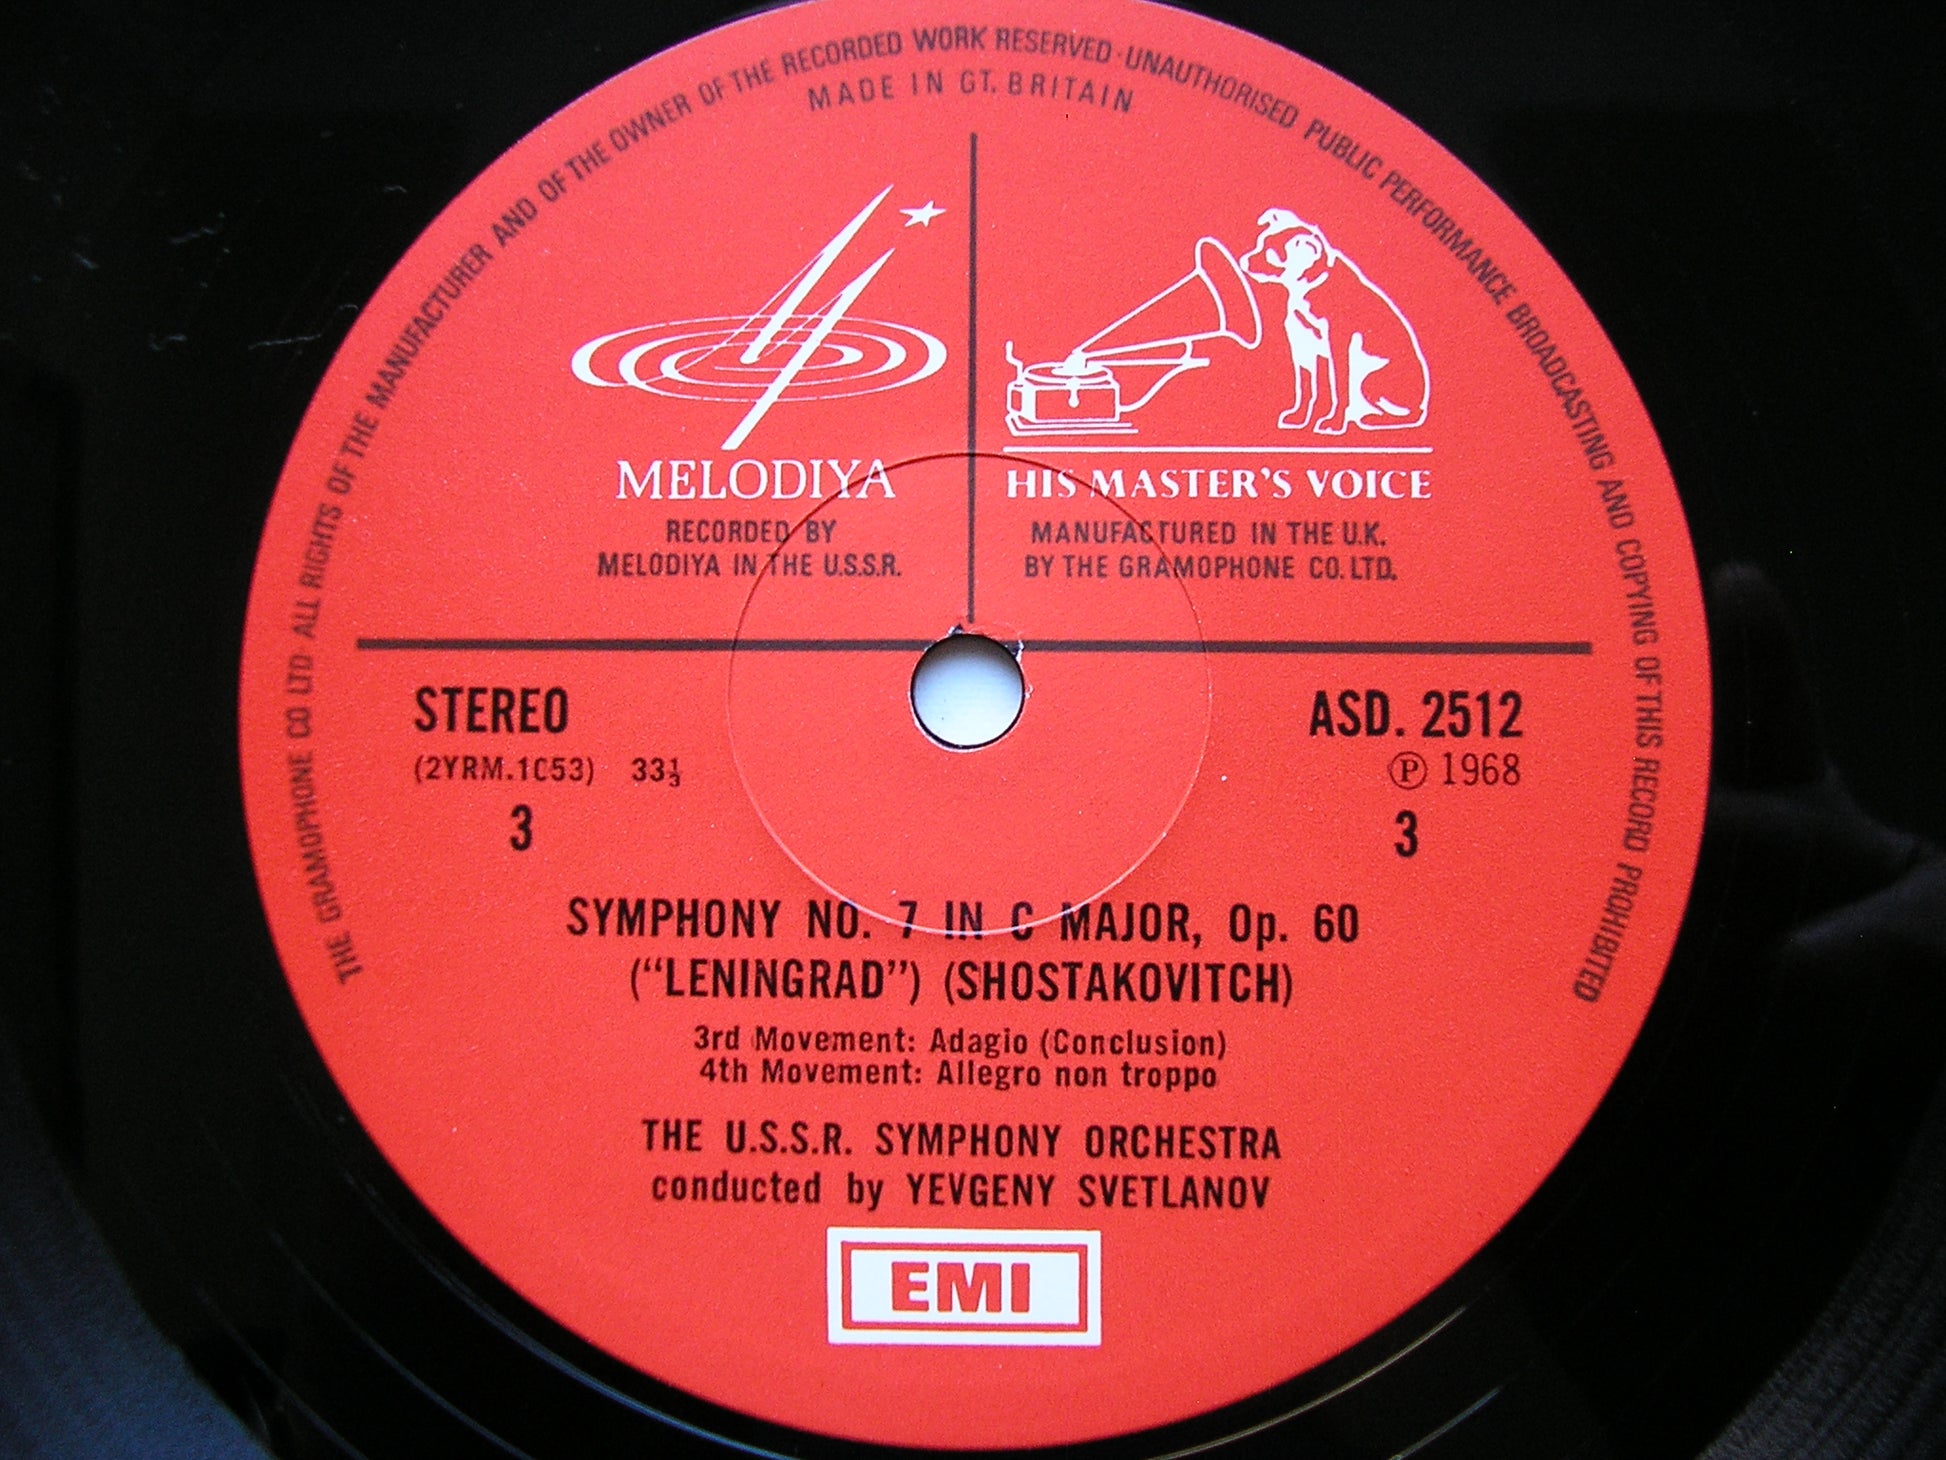 THE GRAMOPHONE CO LTD· ALL RIGHTS OF THE MANUFACTURER AND OF THE OWNER OF THE RECORDED WORK RESERVED·UNAUTHORISED PUBLIC PERFORMANCE BROADCASTING AND COPYING OF THIS RECORD PROHIBITED
MADE IN GT. BRITAIN
MELODIYA
HIS MASTER'S VOICE
RECORDED BY
MELODIYA IN THE U.S.S.R.
MANUFACTURED IN THE U.K.
BY THE GRAMOPHONE CO. LTD.
STEREO
ASD. 2512
(2YRM.1C53) 33⅓
℗ 1968
3
3
SYMPHONY NO. 7 IN C MAJOR, Op. 60
("LENINGRAD") (SHOSTAKOVITCH)
3rd Movement: Adagio (Conclusion)
4th Movement: Allegro non troppo
THE U.S.S.R. SYMPHONY ORCHESTRA
conducted by YEVGENY SVETLANOV
EMI